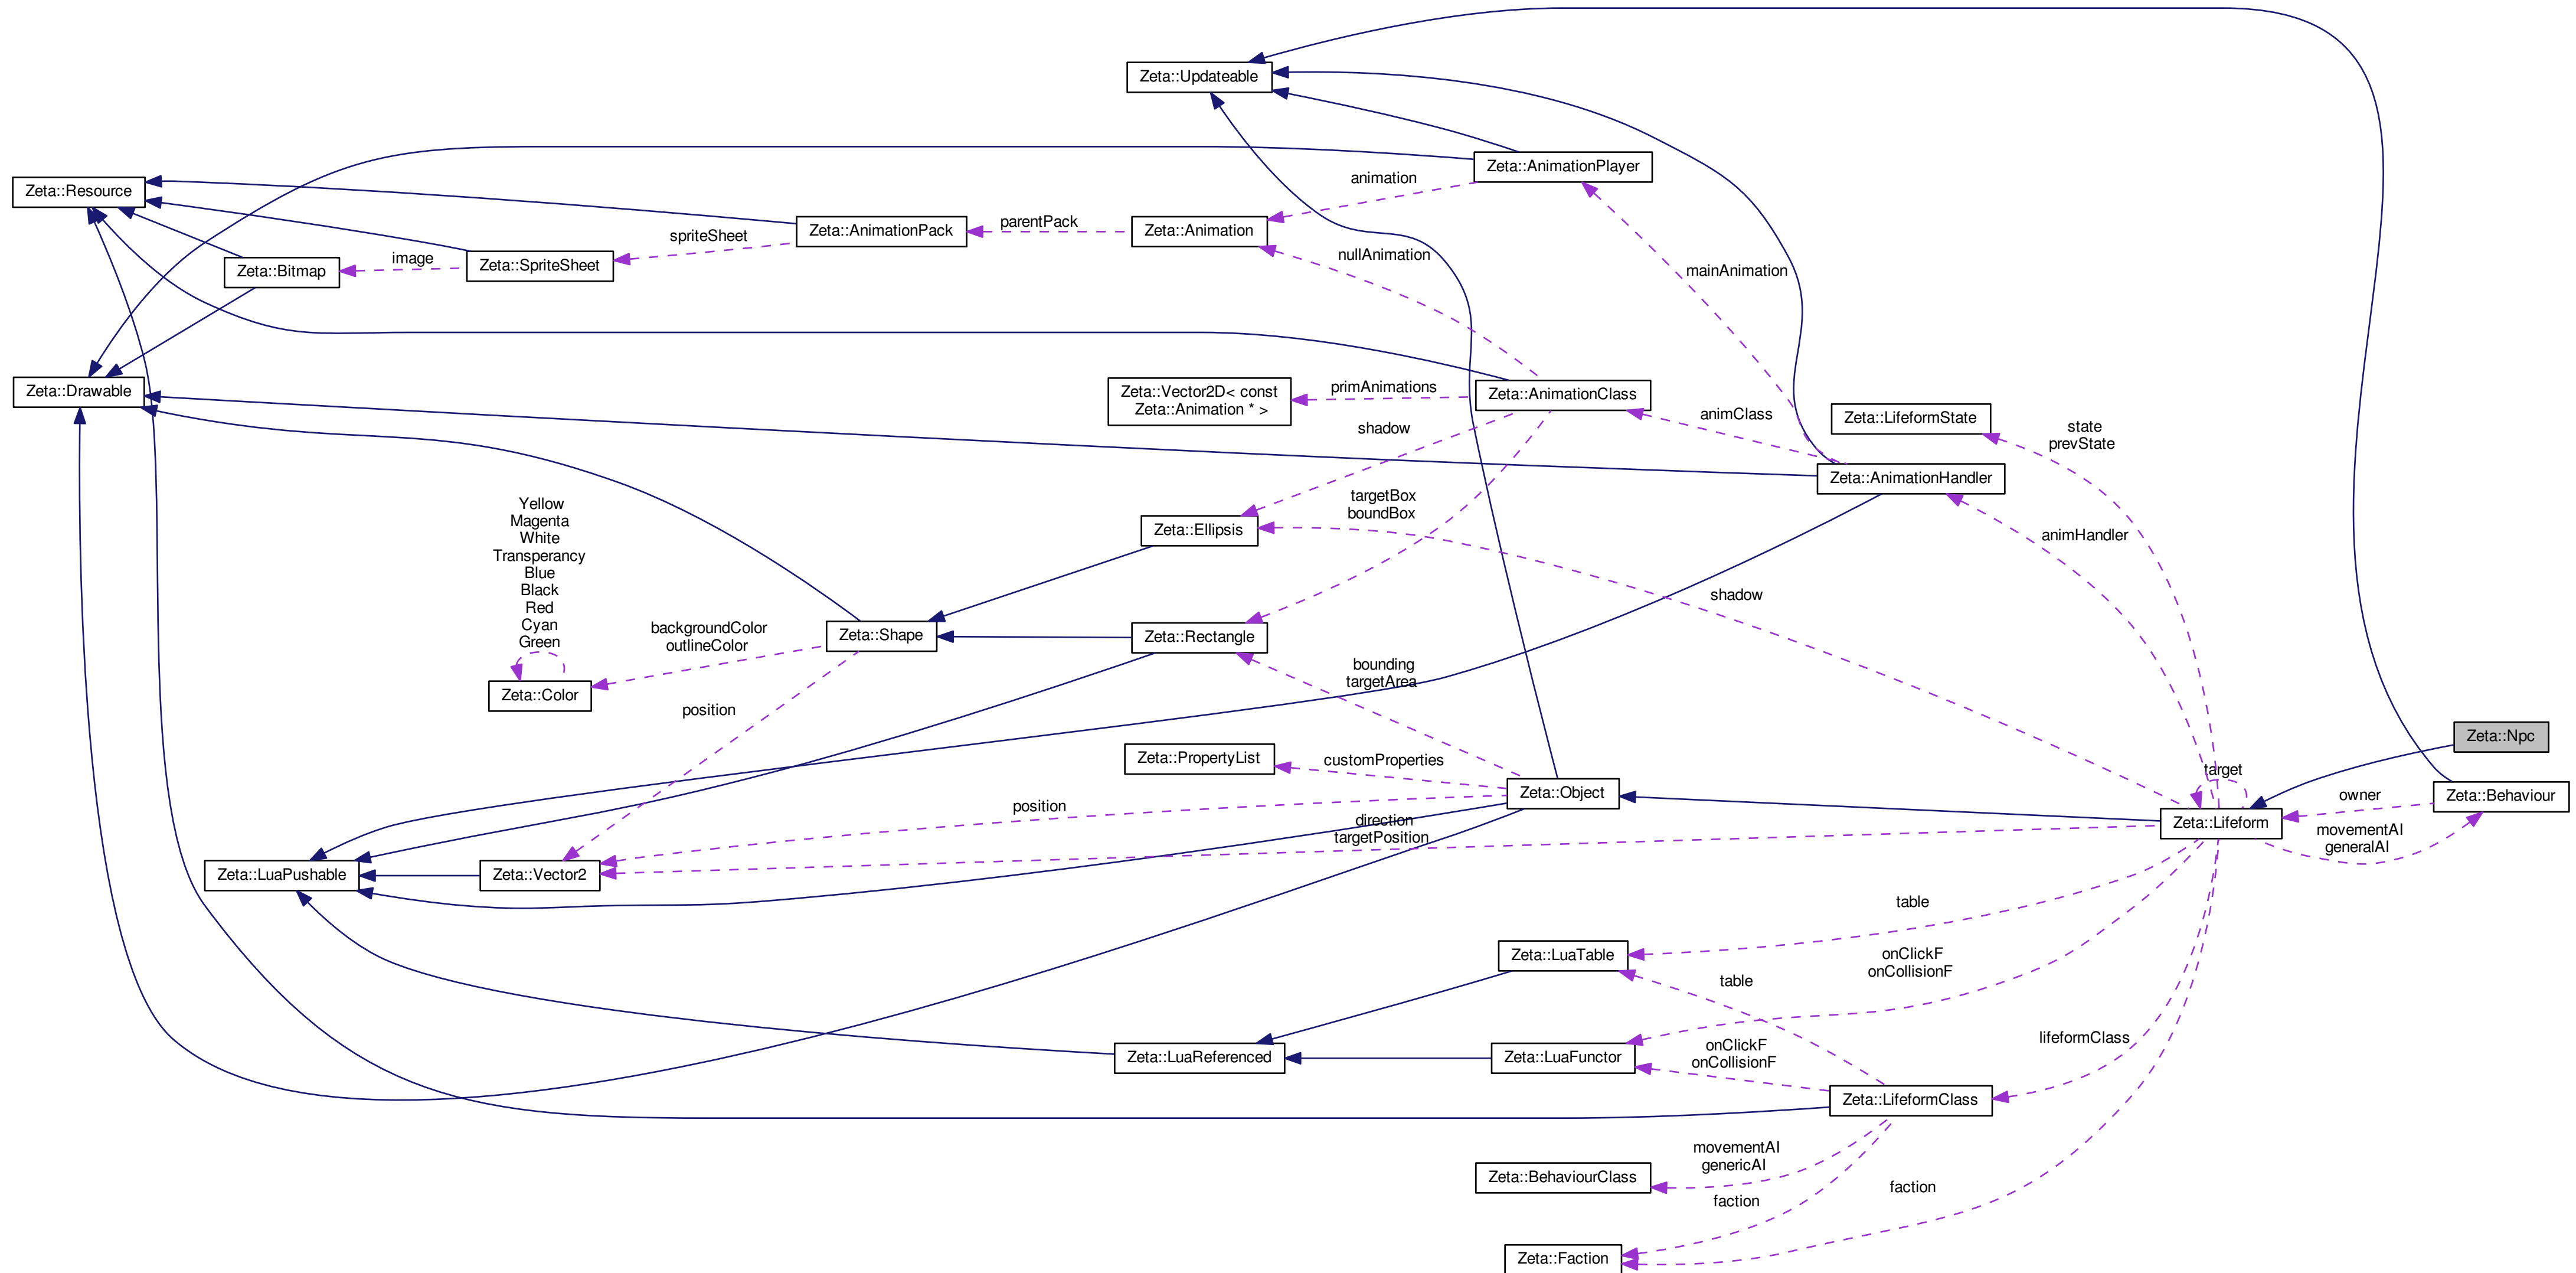 Zeta::Updateable
Zeta::AnimationPlayer
animation
Zeta::Resource
parentPack
Zeta::AnimationPack
Zeta::Animation
spriteSheet
nullAnimation
image
Zeta::SpriteSheet
Zeta::Bitmap
mainAnimation
Zeta::Drawable
Zeta::Vector2D< const
Zeta::Animation * >
primAnimations
Zeta::AnimationClass
animClass
Zeta::LifeformState
shadow
state
prevState
Zeta::AnimationHandler
targetBox
boundBox
Yellow
Magenta
White
Transperancy
Blue
Black
Red
Cyan
Green
Zeta::Ellipsis
animHandler
shadow
backgroundColor
outlineColor
Zeta::Shape
Zeta::Rectangle
bounding
targetArea
Zeta::Color
position
Zeta::Npc
Zeta::PropertyList
customProperties
target
Zeta::Object
owner
Zeta::Behaviour
position
direction
targetPosition
Zeta::Lifeform
movementAI
generalAI
Zeta::LuaPushable
Zeta::Vector2
table
Zeta::LuaTable
onClickF
onCollisionF
table
lifeformClass
Zeta::LuaReferenced
Zeta::LuaFunctor
onClickF
onCollisionF
Zeta::LifeformClass
movementAI
genericAI
Zeta::BehaviourClass
faction
faction
Zeta::Faction